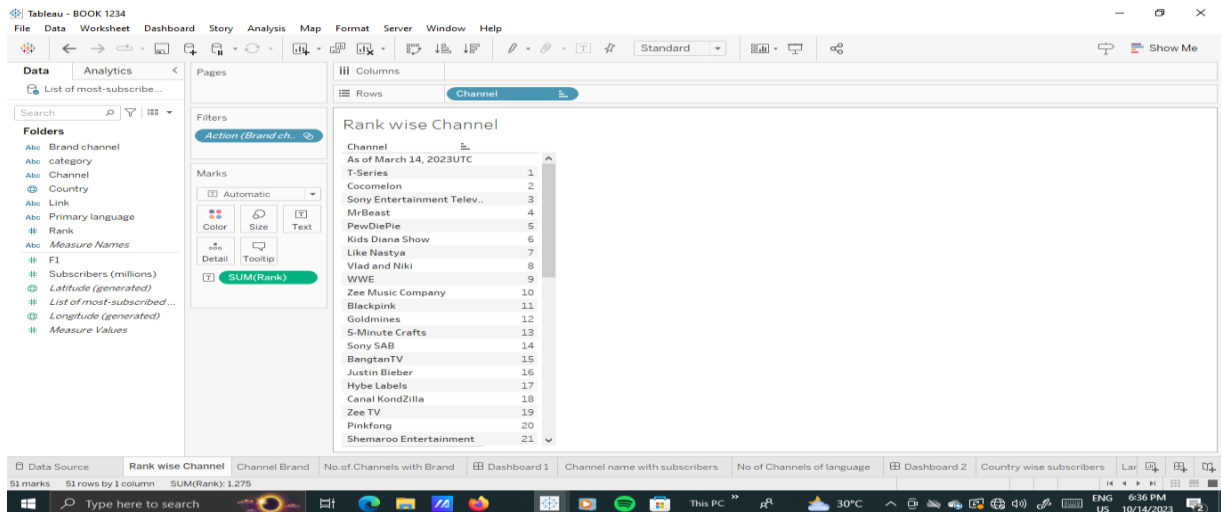 Tableau - BOOK 1234
File Data Worksheet Dashboard Story Analysis Map Format Server Window Help
Standard
Show Me
Data Analytics <
List of most-subscribe...
Search
Folders
Abc Brand channel
Abc category
Abc Channel
Country
Abc Link
Abc Primary language
# Rank
Abc Measure Names
# F1
# Subscribers (millions)
Latitude (generated)
# List of most-subscribed ...
Longitude (generated)
# Measure Values
Pages
Filters
Action (Brand ch..
Marks
Automatic
Color Size Text
Detail Tooltip
SUM(Rank)
Columns
Rows Channel
Rank wise Channel
Channel
As of March 14, 2023UTC
T-Series 1
Cocomelon 2
Sony Entertainment Telev.. 3
MrBeast 4
PewDiePie 5
Kids Diana Show 6
Like Nastya 7
Vlad and Niki 8
WWE 9
Zee Music Company 10
Blackpink 11
Goldmines 12
5-Minute Crafts 13
Sony SAB 14
BangtanTV 15
Justin Bieber 16
Hybe Labels 17
Canal KondZilla 18
Zee TV 19
Pinkfong 20
Shemaroo Entertainment 21
Data Source Rank wise Channel Channel Brand No.of.Channels with Brand Dashboard 1 Channel name with subscribers No of Channels of language Dashboard 2 Country wise subscribers Lar
51 marks 51 rows by 1 column SUM(Rank): 1,275
Type here to search This PC 30°C ENG 6:36 PM
US 10/14/2023